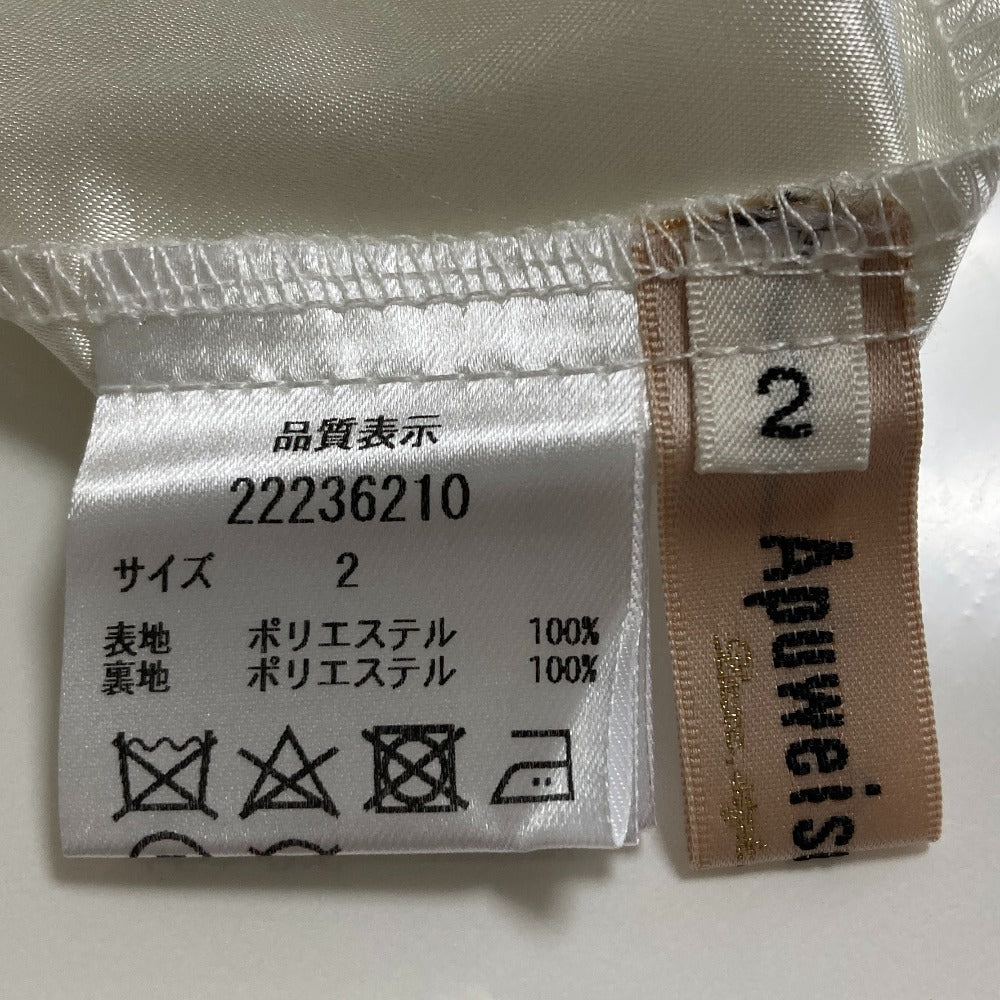 品質表示
22236210
サイズ 2
表地 ポリエステル 100%
裏地 ポリエステル 100%
2
Apuweis